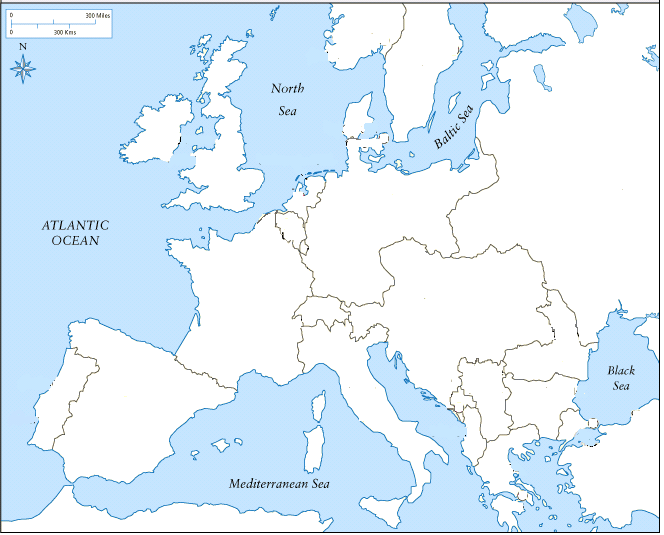 0 300 Miles
0 300 Kms
N
North
Sea
Baltic Sea
ATLANTIC
OCEAN
Black
Sea
Mediterranean Sea